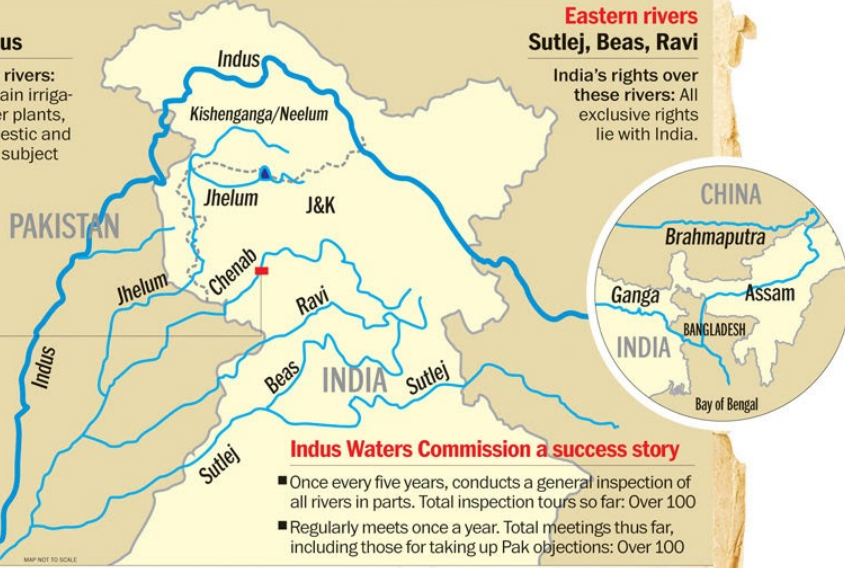 us
rivers:
ain irriga-
er plants,
estic and
subject
Eastern rivers
Sutlej, Beas, Ravi
India's rights over
these rivers: All
exclusive rights
lie with India.
Indus
Kishenganga/Neelum
Jhelum
J&K
PAKISTAN
Chenab
Jhelum
Ravi
Indus
Beas
INDIA
Sutlej
Sutlej
CHINA
Brahmaputra
Ganga
Assam
BANGLADESH
INDIA
Bay of Bengal
Indus Waters Commission a success story
Once every five years, conducts a general inspection of
all rivers in parts. Total inspection tours so far: Over 100
Regularly meets once a year. Total meetings thus far,
including those for taking up Pak objections: Over 100
MAP NOT TO SCALE